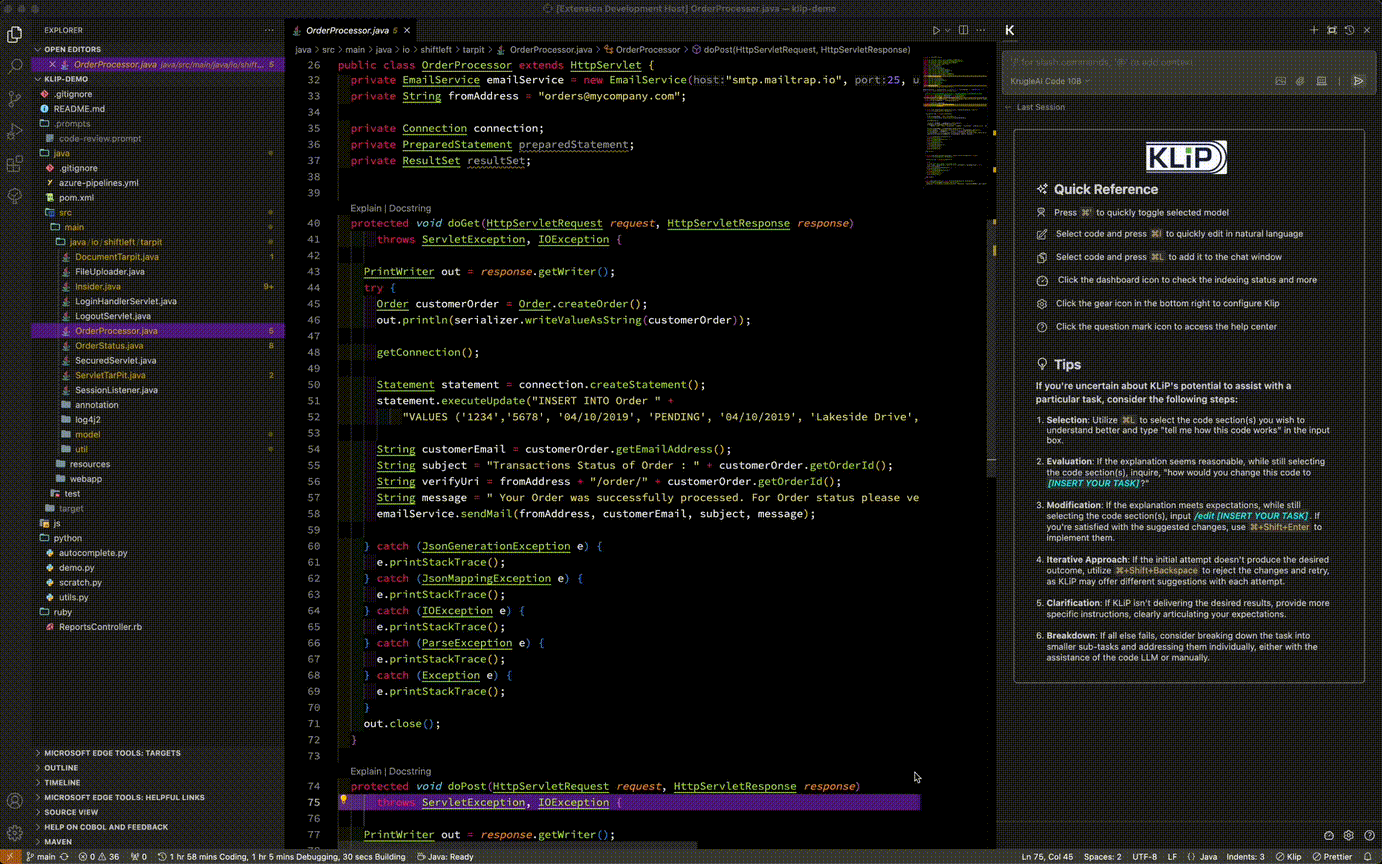 [Extension Development Host] OrderProcessor.java — klip-demo
EXPLORER
OPEN EDITORS
OrderProcessor.java java/src/main/java/io/shift... 5
KLIP-DEMO
.gitignore
README.md
.prompts
code-review.prompt
java
.gitignore
azure-pipelines.yml
pom.xml
src
main
java/io/shiftleft/tarpit
DocumentTarpit.java 1
FileUploader.java
Insider.java 9+
LoginHandlerServlet.java
LogoutServlet.java
OrderProcessor.java 5
OrderStatus.java 8
SecuredServlet.java
ServletTarPit.java 2
SessionListener.java
annotation
log4j2
model
util
resources
webapp
test
target
js
python
autocomplete.py
demo.py
scratch.py
utils.py
ruby
ReportsController.rb
MICROSOFT EDGE TOOLS: TARGETS
OUTLINE
TIMELINE
MICROSOFT EDGE TOOLS: HELPFUL LINKS
SOURCE VIEW
HELP ON COBOL AND FEEDBACK
MAVEN
OrderProcessor.java 5
java > src > main > java > io > shiftleft > tarpit > OrderProcessor.java > OrderProcessor > doPost(HttpServletRequest, HttpServletResponse)
26 public class OrderProcessor extends HttpServlet {
32 private EmailService emailService = new EmailService(host:"smtp.mailtrap.io", port:25, u
33 private String fromAddress = "orders@mycompany.com";
34
35 private Connection connection;
36 private PreparedStatement preparedStatement;
37 private ResultSet resultSet;
38
39
Explain | Docstring
40 protected void doGet(HttpServletRequest request, HttpServletResponse response)
41 throws ServletException, IOException {
42
43 PrintWriter out = response.getWriter();
44 try {
45 Order customerOrder = Order.createOrder();
46 out.println(serializer.writeValueAsString(customerOrder));
47
48 getConnection();
49
50 Statement statement = connection.createStatement();
51 statement.executeUpdate("INSERT INTO Order " +
52 "VALUES ('1234','5678', '04/10/2019', 'PENDING', '04/10/2019', 'Lakeside Drive',
53
54 String customerEmail = customerOrder.getEmailAddress();
55 String subject = "Transactions Status of Order : " + customerOrder.getOrderId();
56 String verifyUri = fromAddress + "/order/" + customerOrder.getOrderId();
57 String message = " Your Order was successfully processed. For Order status please ve
58 emailService.sendMail(fromAddress, customerEmail, subject, message);
59
60 } catch (JsonGenerationException e) {
61 e.printStackTrace();
62 } catch (JsonMappingException e) {
63 e.printStackTrace();
64 } catch (IOException e) {
65 e.printStackTrace();
66 } catch (ParseException e) {
67 e.printStackTrace();
68 } catch (Exception e) {
69 e.printStackTrace();
70 }
71 out.close();
72 }
73
Explain | Docstring
74 protected void doPost(HttpServletRequest request, HttpServletResponse response)
75 throws ServletException, IOException {
76
77 PrintWriter out = response.getWriter();
K
'/' for slash commands, '@' to add context
KrugleAI Code 10B
Last Session
KLiP
Quick Reference
Press ⌘' to quickly toggle selected model
Select code and press ⌘I to quickly edit in natural language
Select code and press ⌘L to add it to the chat window
Click the dashboard icon to check the indexing status and more
Click the gear icon in the bottom right to configure Klip
Click the question mark icon to access the help center
Tips
If you're uncertain about KLiP's potential to assist with a
particular task, consider the following steps:
1. Selection: Utilize ⌘L to select the code section(s) you wish to
understand better and type "tell me how this code works" in the input
box.
2. Evaluation: If the explanation seems reasonable, while still selecting
the code section(s), inquire, "how would you change this code to
[INSERT YOUR TASK]?"
3. Modification: If the explanation meets expectations, while still
selecting the code section(s), input /edit [INSERT YOUR TASK]. If
you're satisfied with the suggested changes, use ⌘+Shift+Enter to
implement them.
4. Iterative Approach: If the initial attempt doesn't produce the desired
outcome, utilize ⌘+Shift+Backspace to reject the changes and retry,
as KLiP may offer different suggestions with each attempt.
5. Clarification: If KLiP isn't delivering the desired results, provide more
specific instructions, clearly articulating your expectations.
6. Breakdown: If all else fails, consider breaking down the task into
smaller sub-tasks and addressing them individually, either with the
assistance of the code LLM or manually.
main 0 36 0 1 hr 58 mins Coding, 1 hr 5 mins Debugging, 30 secs Building Java: Ready
Ln 75, Col 45 Spaces: 2 UTF-8 LF {} Java Indents: 3 Klip Prettier